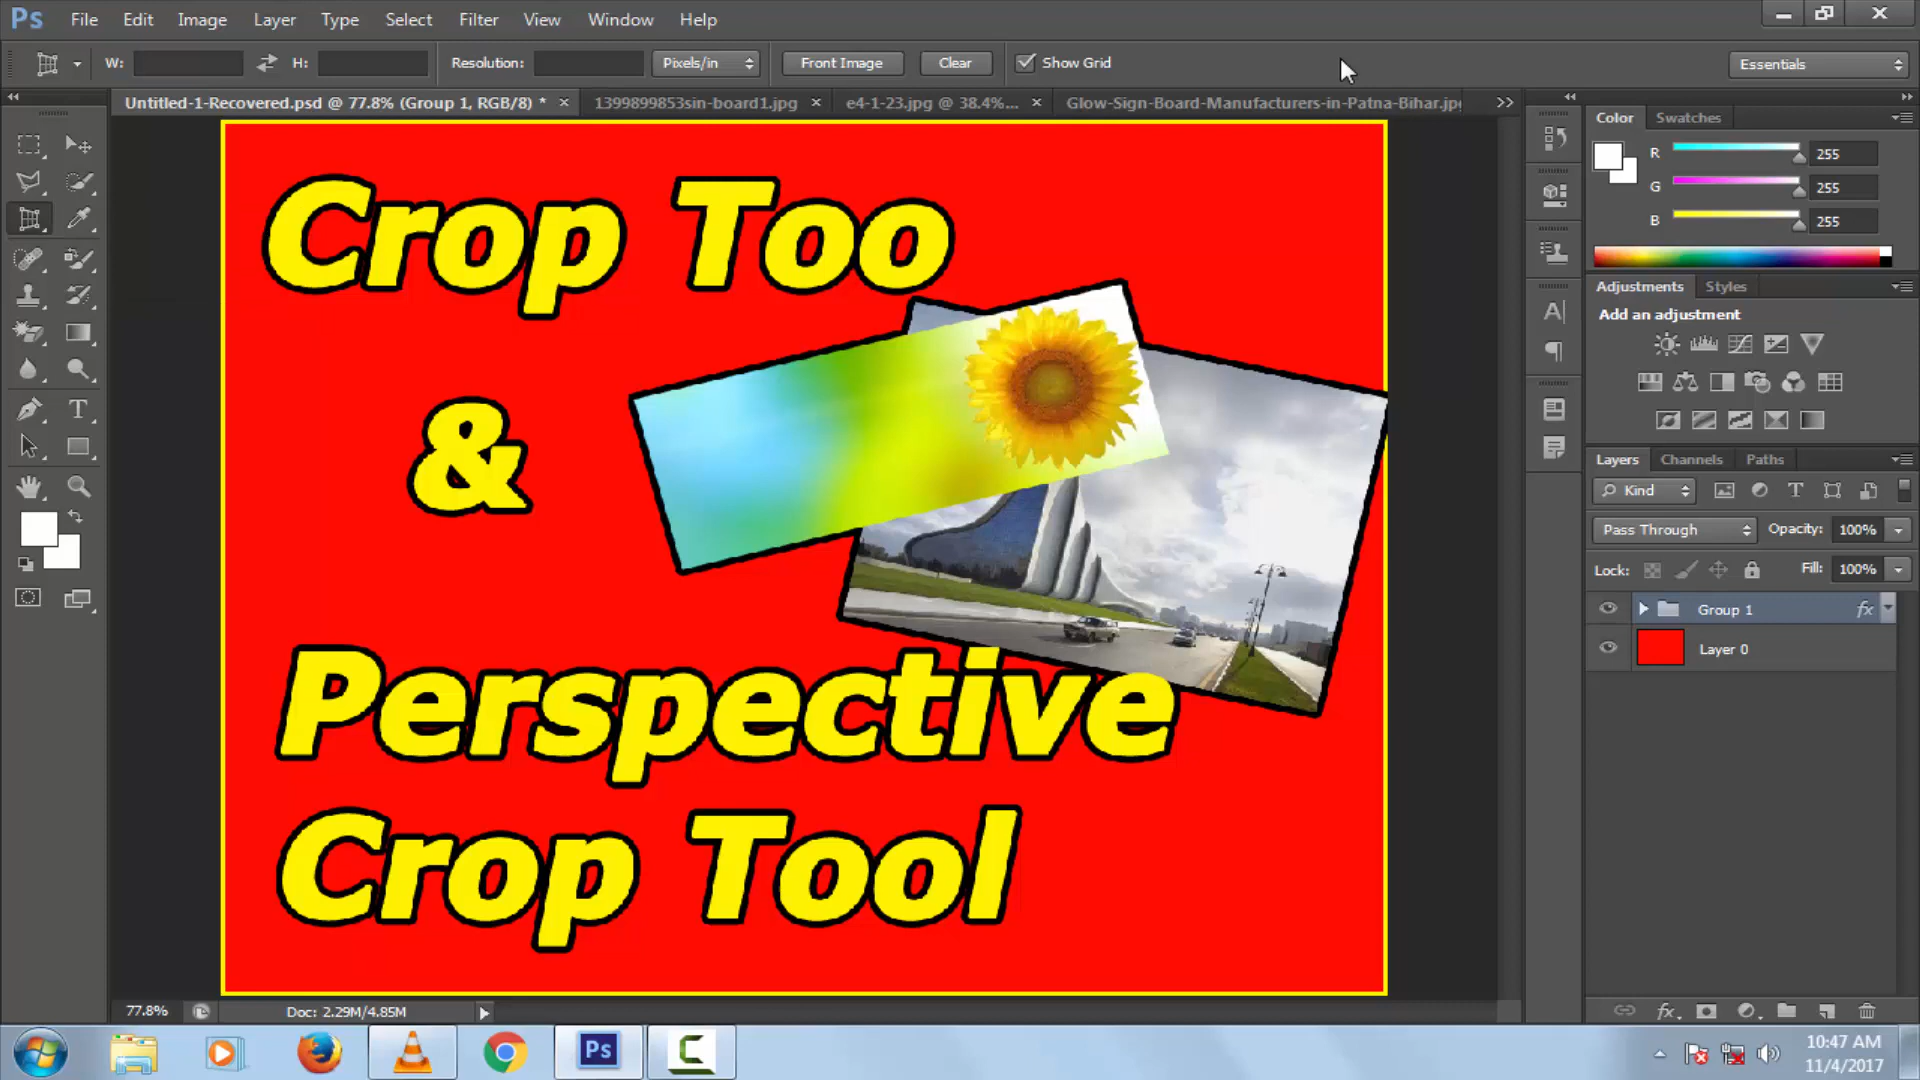 Ps File Edit Image Layer Type Select Filter View Window Help
W: H: Resolution: Pixels/in Front Image Clear Show Grid Essentials
Untitled-1-Recovered.psd @ 77.8% (Group 1, RGB/8) * 1399899853sin-board1.jpg e4-1-23.jpg @ 38.4%... Glow-Sign-Board-Manufacturers-in-Patna-Bihar.jpg
Color Swatches
R 255
G 255
B 255
Adjustments Styles
Add an adjustment
Layers Channels Paths
Kind
Pass Through Opacity: 100%
Lock: Fill: 100%
Group 1 fx
Layer 0
Crop Too
&
Perspective
Crop Tool
77.8% Doc: 2.29M/4.85M
fx
Ps
10:47 AM
11/4/2017